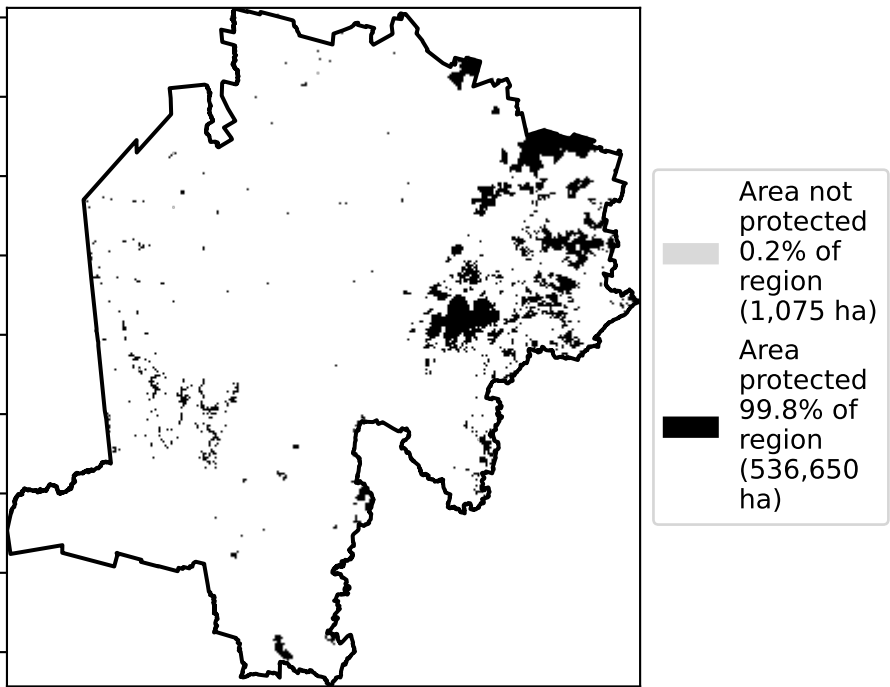 Area not
protected
0.2% of
region
(1,075 ha)
Area
protected
99.8% of
region
(536,650
ha)